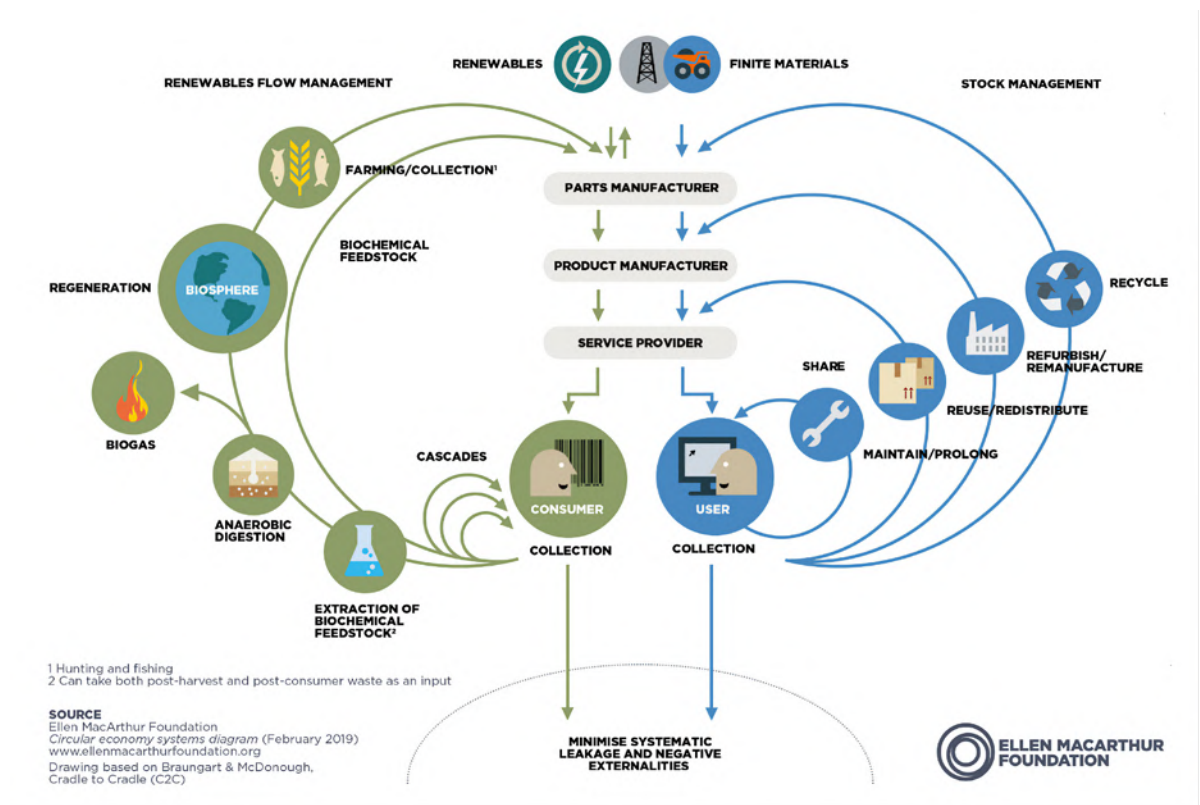 RENEWABLES
FINITE MATERIALS
RENEWABLES FLOW MANAGEMENT
STOCK MANAGEMENT
FARMING/COLLECTION¹
PARTS MANUFACTURER
BIOCHEMICAL
FEEDSTOCK
PRODUCT MANUFACTURER
REGENERATION
BIOSPHERE
RECYCLE
SERVICE PROVIDER
SHARE
REFURBISH/
REMANUFACTURE
REUSE/REDISTRIBUTE
BIOGAS
CASCADES
MAINTAIN/PROLONG
CONSUMER
USER
ANAEROBIC
DIGESTION
COLLECTION
COLLECTION
EXTRACTION OF
BIOCHEMICAL
FEEDSTOCK²
1 Hunting and fishing
2 Can take both post-harvest and post-consumer waste as an input
SOURCE
Ellen MacArthur Foundation
Circular economy systems diagram (February 2019)
www.ellenmacarthurfoundation.org
Drawing based on Braungart & McDonough,
Cradle to Cradle (C2C)
MINIMISE SYSTEMATIC
LEAKAGE AND NEGATIVE
EXTERNALITIES
ELLEN MACARTHUR
FOUNDATION